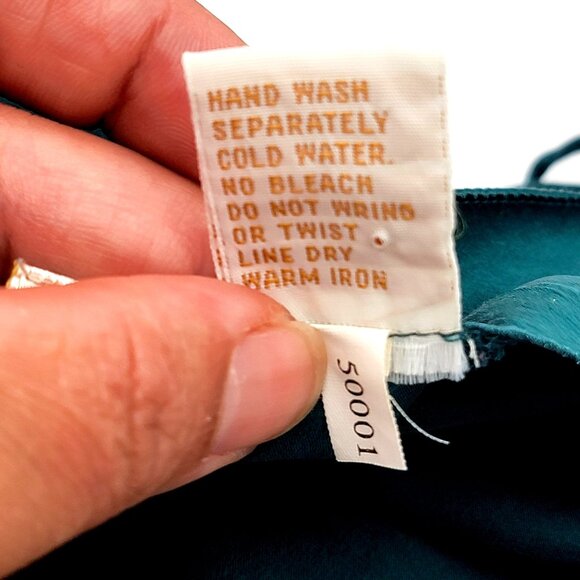 HAND WASH
SEPARATELY
COLD WATER.
NO BLEACH
DO NOT WRING
OR TWIST .
LINE DRY
WARM IRON
50001